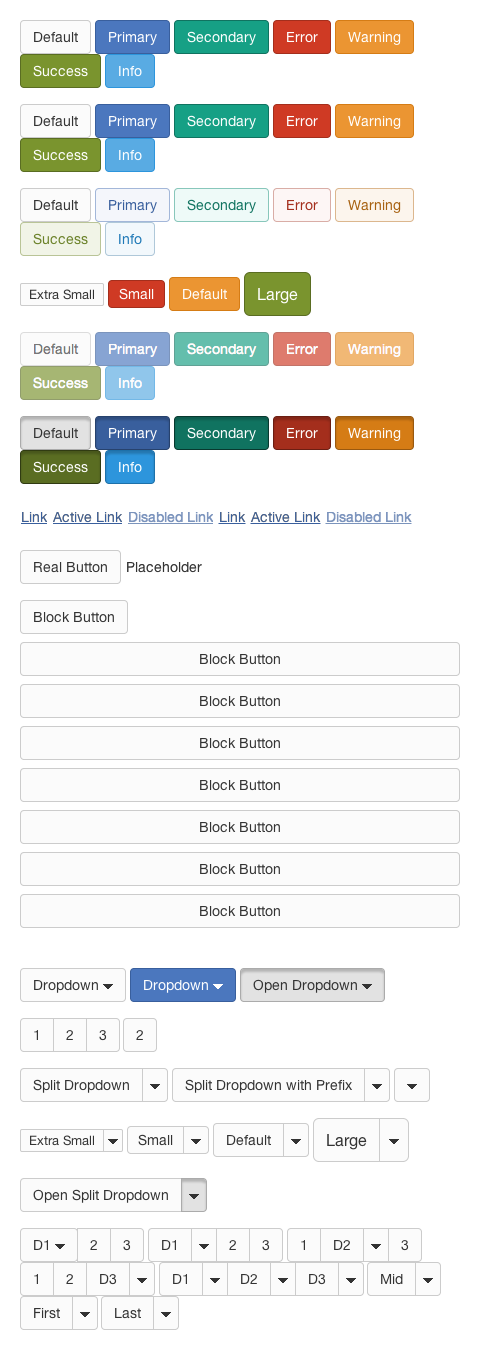 Default Primary Secondary Error Warning
Success Info
Default Primary Secondary Error Warning
Success Info
Default Primary Secondary Error Warning
Success Info
Extra Small Small Default Large
Default Primary Secondary Error Warning
Success Info
Default Primary Secondary Error Warning
Success Info
Link Active Link Disabled Link Link Active Link Disabled Link
Real Button Placeholder
Block Button
Block Button
Block Button
Block Button
Block Button
Block Button
Block Button
Block Button
Dropdown Dropdown Open Dropdown
1 2 3 2
Split Dropdown Split Dropdown with Prefix
Extra Small Small Default Large
Open Split Dropdown
D1 2 3 D1 2 3 1 D2 3
1 2 D3 D1 D2 D3 Mid
First Last